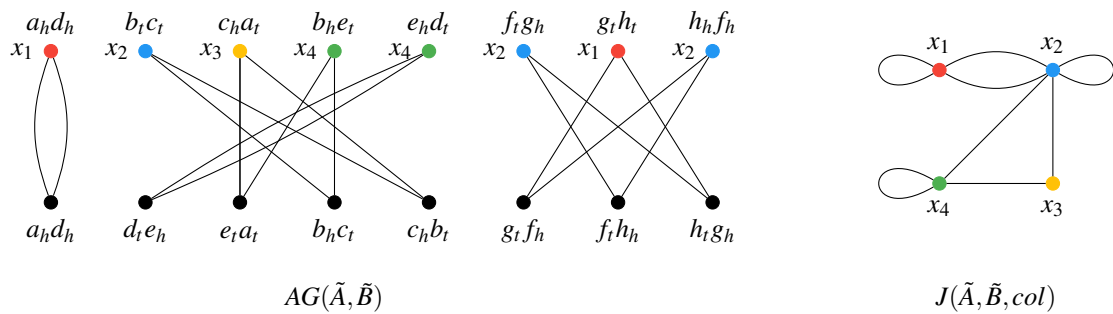 a_h d_h b_t c_t c_h a_t b_h e_t e_h d_t f_t g_h g_t h_t h_h f_h
x_1 x_2 x_3 x_4 x_4 x_2 x_1 x_2
x_1 x_2
x_4 x_3
a_h d_h d_t e_h e_t a_t b_h c_t c_h b_t g_t f_h f_t h_h h_t g_h
AG(Ã, B̃) J(Ã, B̃, col)